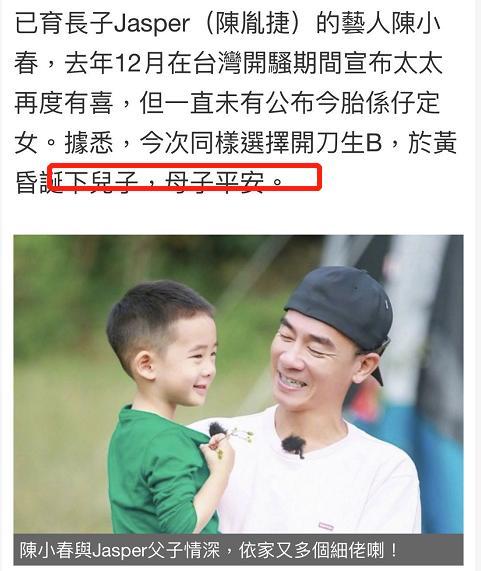 已育長子Jasper（陳胤捷）的藝人陳小
春，去年12月在台灣開騷期間宣布太太
再度有喜，但一直未有公布今胎係仔定
女。據悉，今次同樣選擇開刀生B，於黃
昏誕下兒子，母子平安。
陳小春與Jasper父子情深，依家又多個細佬喇！